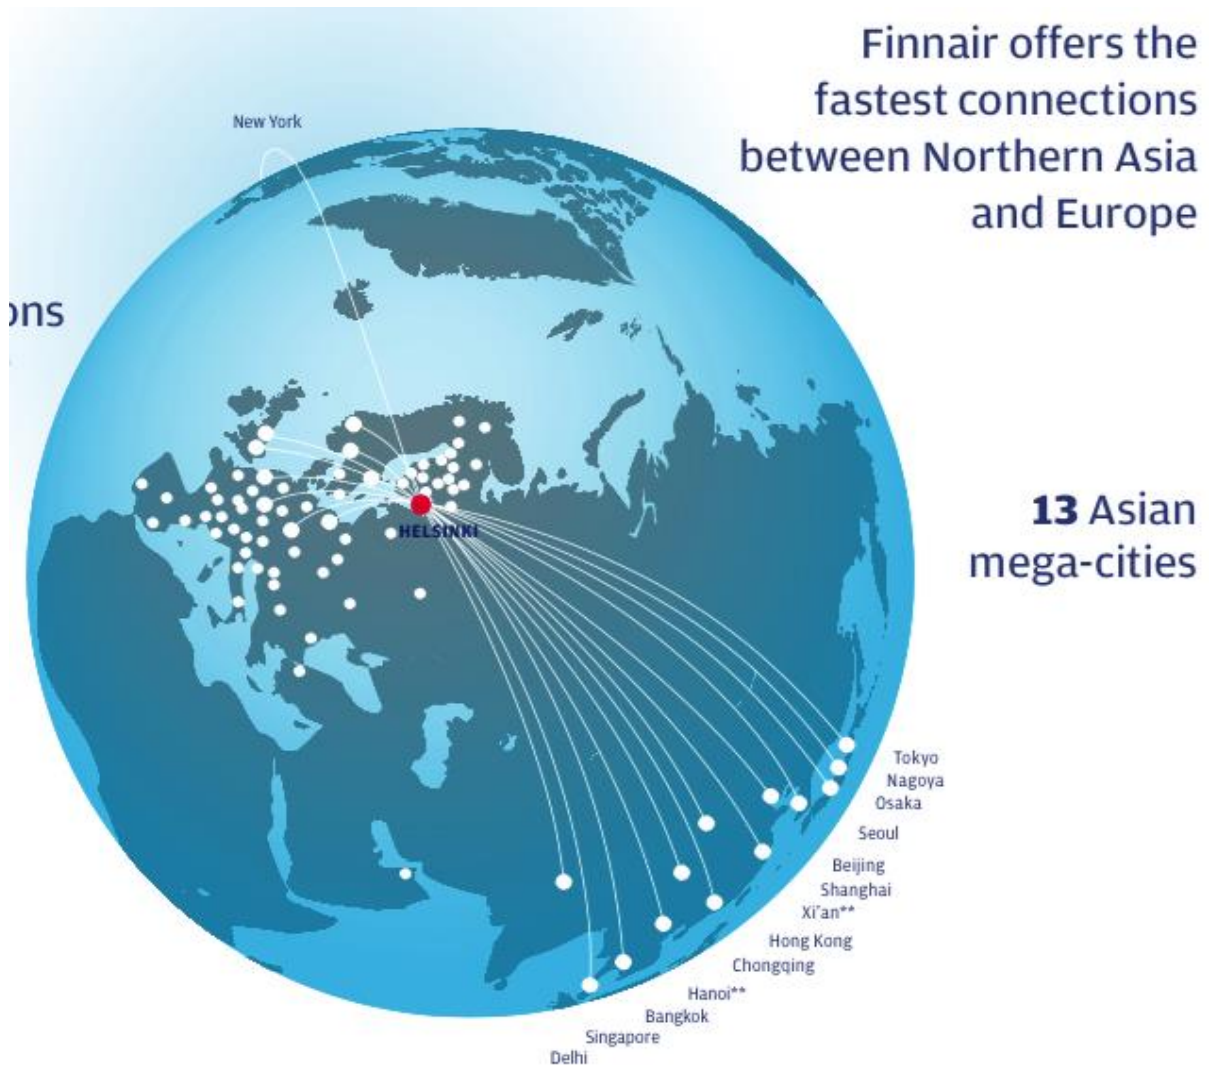 Finnair offers the
fastest connections
between Northern Asia
and Europe
New York
ons
HELSINKI
13 Asian
mega-cities
Tokyo
Nagoya
Osaka
Seoul
Beijing
Shanghai
Xi'an**
Hong Kong
Chongqing
Hanoi**
Bangkok
Singapore
Delhi